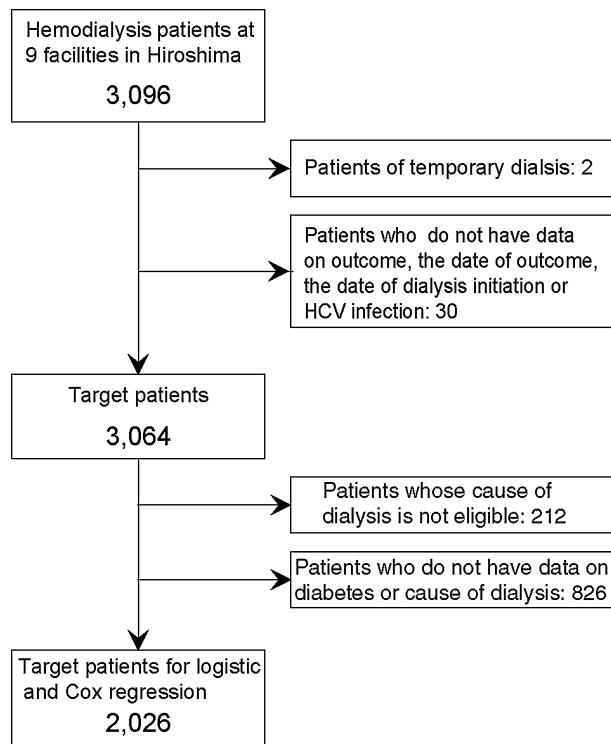 Hemodialysis patients at
9 facilities in Hiroshima
3,096
Patients of temporary dialsis: 2
Patients who do not have data
on outcome, the date of outcome,
the date of dialysis initiation or
HCV infection: 30
Target patients
3,064
Patients whose cause of
dialysis is not eligible: 212
Patients who do not have data on
diabetes or cause of dialysis: 826
Target patients for logistic
and Cox regression
2,026